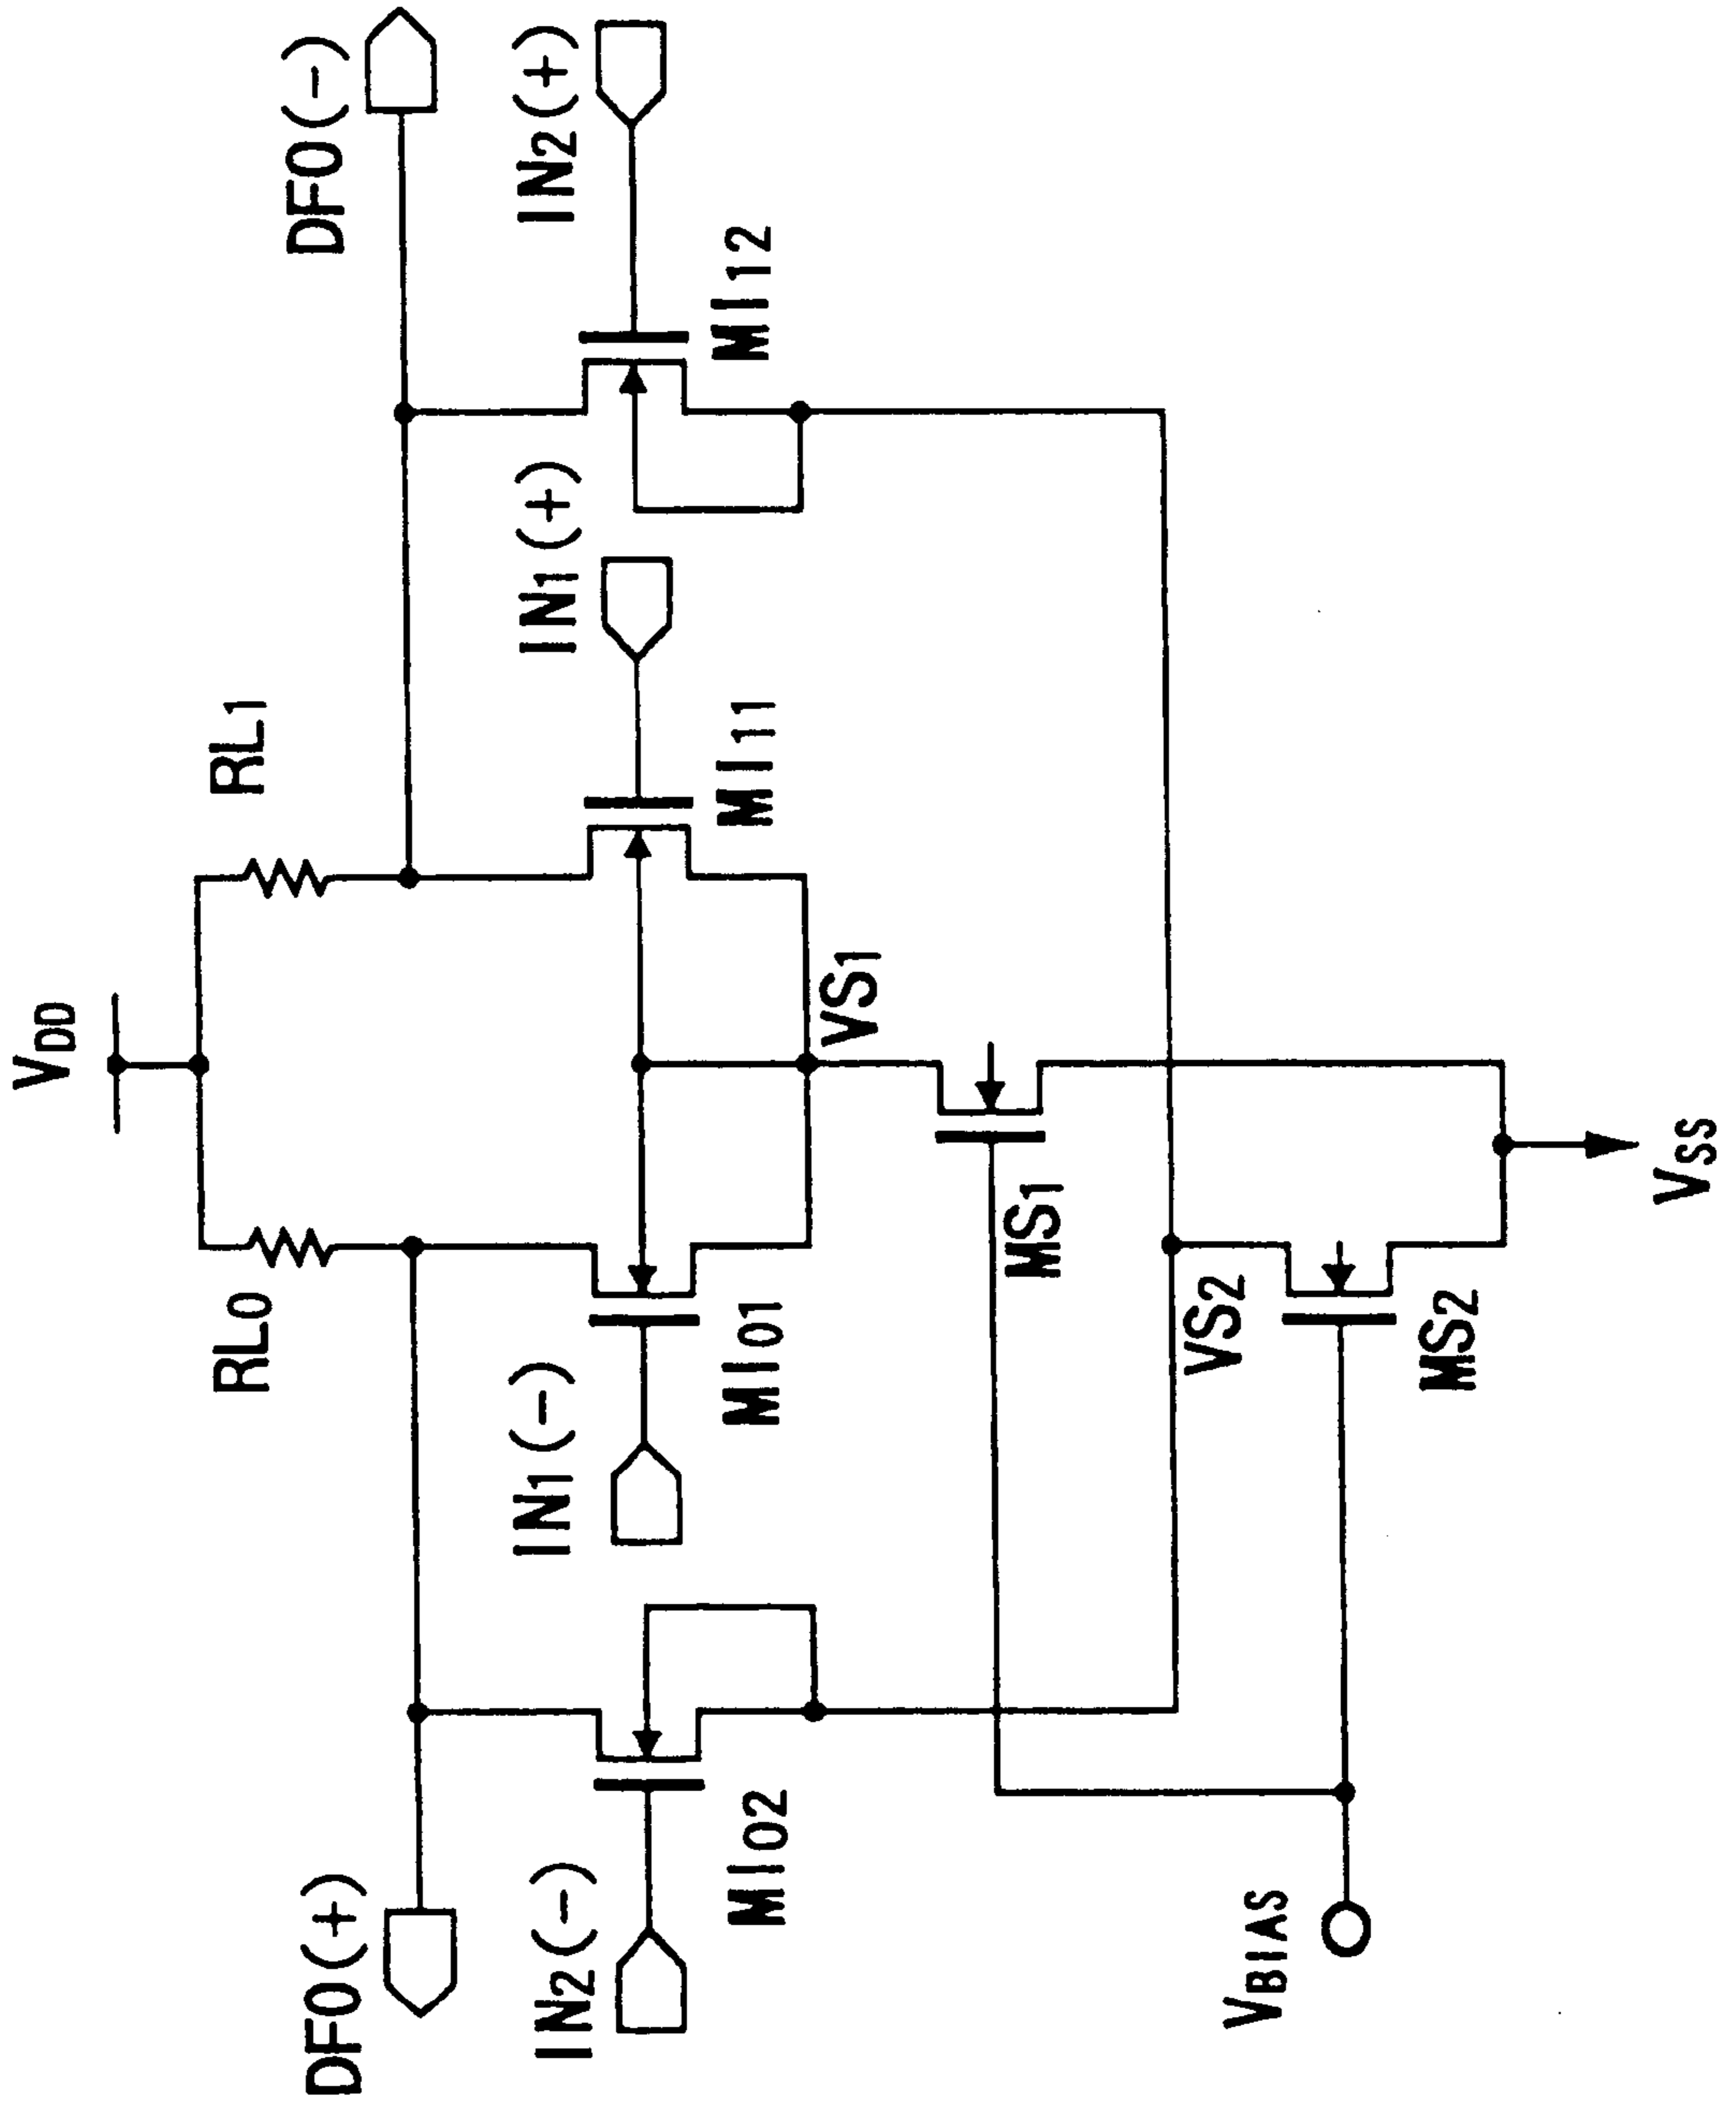 VDD
RL0
RL1
DFO(+)
DFO(-)
IN2(-)
IN1(-)
IN1(+)
IN2(+)
MI02
MI01
MI11
MI12
VS1
MS1
VS2
MS2
VBIAS
VSS